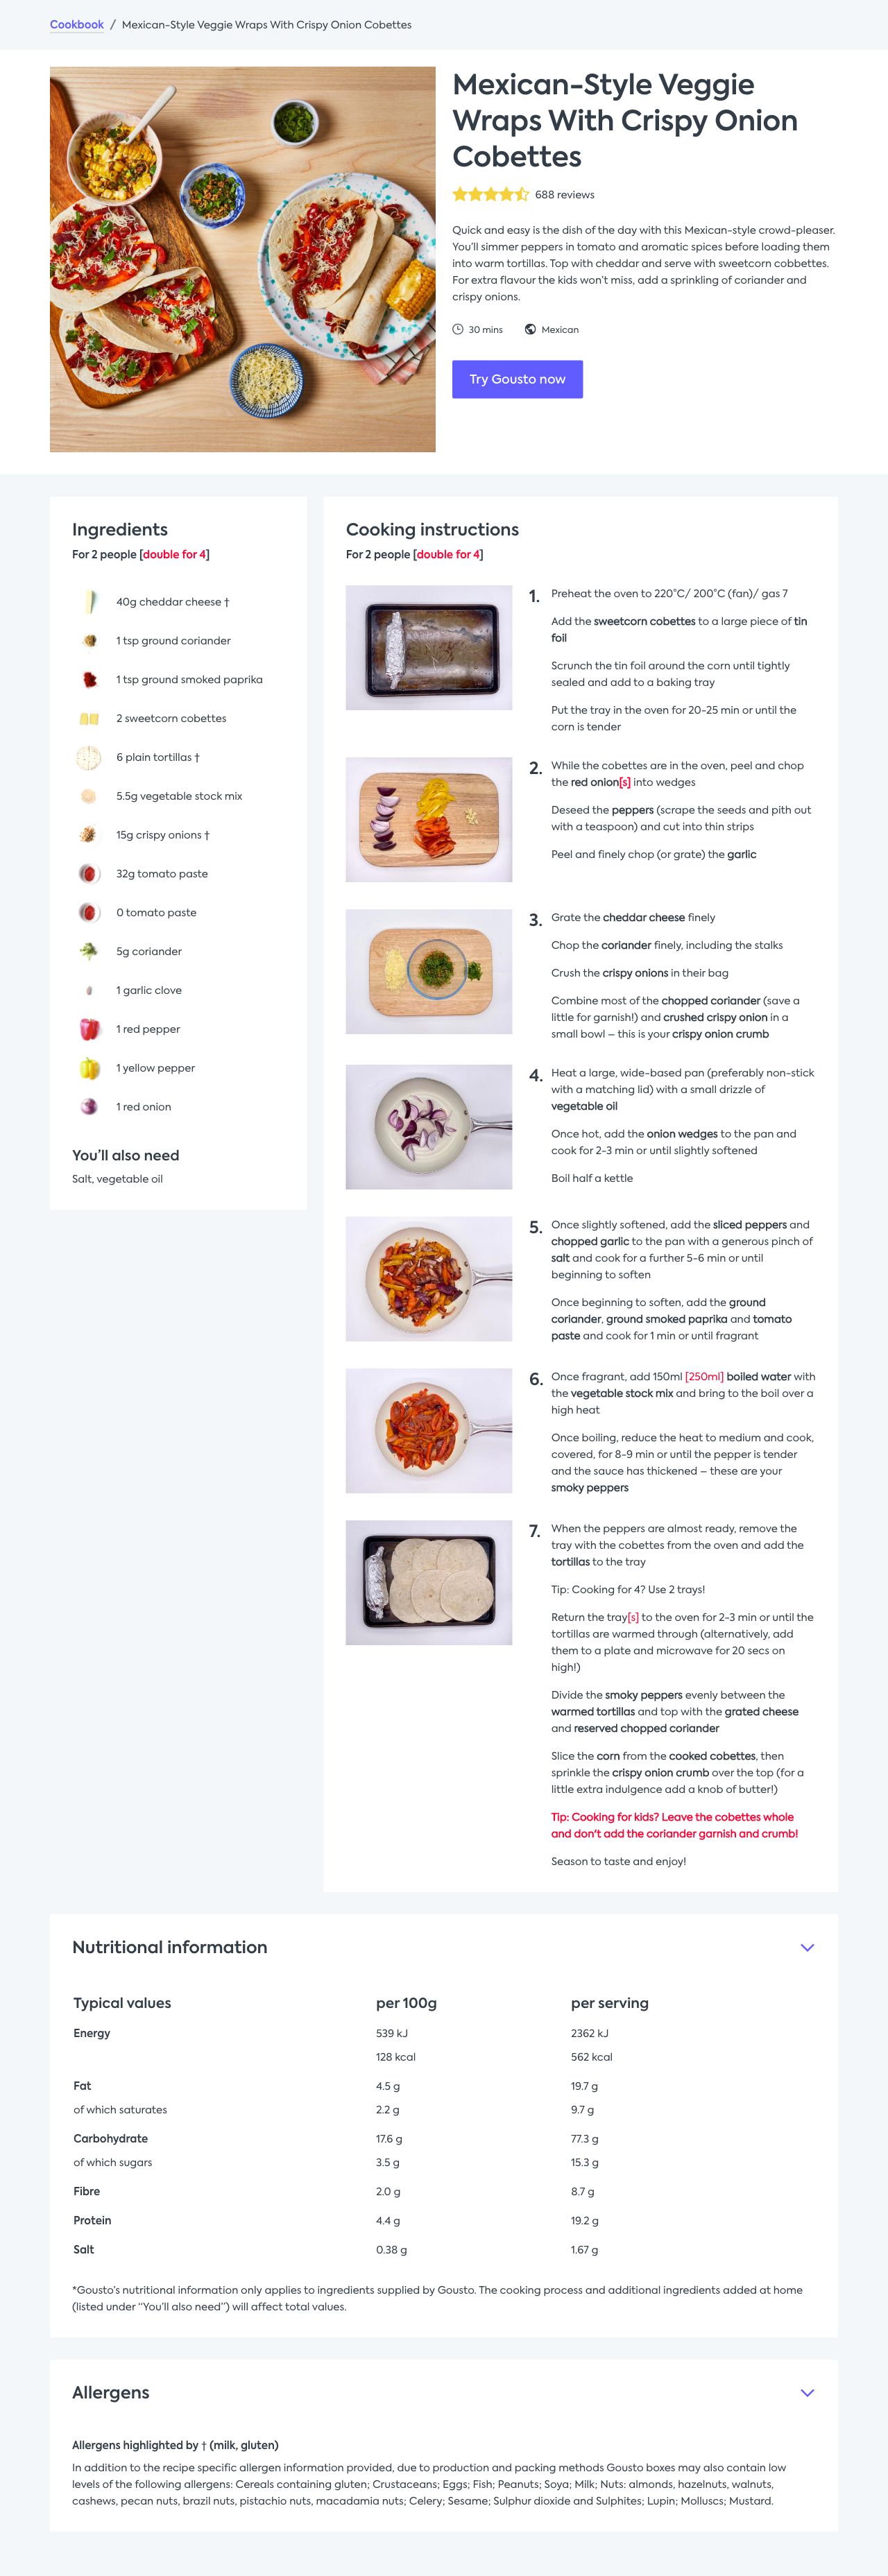 Cookbook / Mexican-Style Veggie Wraps With Crispy Onion Cobettes
Mexican-Style Veggie
Wraps With Crispy Onion
Cobettes
688 reviews
Quick and easy is the dish of the day with this Mexican-style crowd-pleaser.
You'll simmer peppers in tomato and aromatic spices before loading them
into warm tortillas. Top with cheddar and serve with sweetcorn cobbettes.
For extra flavour the kids won't miss, add a sprinkling of coriander and
crispy onions.
30 mins Mexican
Try Gousto now
Ingredients
For 2 people [double for 4]
40g cheddar cheese †
1 tsp ground coriander
1 tsp ground smoked paprika
2 sweetcorn cobettes
6 plain tortillas †
5.5g vegetable stock mix
15g crispy onions †
32g tomato paste
0 tomato paste
5g coriander
1 garlic clove
1 red pepper
1 yellow pepper
1 red onion
You'll also need
Salt, vegetable oil
Cooking instructions
For 2 people [double for 4]
1. Preheat the oven to 220°C/ 200°C (fan)/ gas 7
Add the sweetcorn cobettes to a large piece of tin
foil
Scrunch the tin foil around the corn until tightly
sealed and add to a baking tray
Put the tray in the oven for 20-25 min or until the
corn is tender
2. While the cobettes are in the oven, peel and chop
the red onion[s] into wedges
Deseed the peppers (scrape the seeds and pith out
with a teaspoon) and cut into thin strips
Peel and finely chop (or grate) the garlic
3. Grate the cheddar cheese finely
Chop the coriander finely, including the stalks
Crush the crispy onions in their bag
Combine most of the chopped coriander (save a
little for garnish!) and crushed crispy onion in a
small bowl – this is your crispy onion crumb
4. Heat a large, wide-based pan (preferably non-stick
with a matching lid) with a small drizzle of
vegetable oil
Once hot, add the onion wedges to the pan and
cook for 2-3 min or until slightly softened
Boil half a kettle
5. Once slightly softened, add the sliced peppers and
chopped garlic to the pan with a generous pinch of
salt and cook for a further 5-6 min or until
beginning to soften
Once beginning to soften, add the ground
coriander, ground smoked paprika and tomato
paste and cook for 1 min or until fragrant
6. Once fragrant, add 150ml [250ml] boiled water with
the vegetable stock mix and bring to the boil over a
high heat
Once boiling, reduce the heat to medium and cook,
covered, for 8-9 min or until the pepper is tender
and the sauce has thickened – these are your
smoky peppers
7. When the peppers are almost ready, remove the
tray with the cobettes from the oven and add the
tortillas to the tray
Tip: Cooking for 4? Use 2 trays!
Return the tray[s] to the oven for 2-3 min or until the
tortillas are warmed through (alternatively, add
them to a plate and microwave for 20 secs on
high!)
Divide the smoky peppers evenly between the
warmed tortillas and top with the grated cheese
and reserved chopped coriander
Slice the corn from the cooked cobettes, then
sprinkle the crispy onion crumb over the top (for a
little extra indulgence add a knob of butter!)
Tip: Cooking for kids? Leave the cobettes whole
and don't add the coriander garnish and crumb!
Season to taste and enjoy!
Nutritional information
Typical values per 100g per serving
Energy 539 kJ 2362 kJ
128 kcal 562 kcal
Fat 4.5 g 19.7 g
of which saturates 2.2 g 9.7 g
Carbohydrate 17.6 g 77.3 g
of which sugars 3.5 g 15.3 g
Fibre 2.0 g 8.7 g
Protein 4.4 g 19.2 g
Salt 0.38 g 1.67 g
*Gousto's nutritional information only applies to ingredients supplied by Gousto. The cooking process and additional ingredients added at home
(listed under "You'll also need") will affect total values.
Allergens
Allergens highlighted by † (milk, gluten)
In addition to the recipe specific allergen information provided, due to production and packing methods Gousto boxes may also contain low
levels of the following allergens: Cereals containing gluten; Crustaceans; Eggs; Fish; Peanuts; Soya; Milk; Nuts: almonds, hazelnuts, walnuts,
cashews, pecan nuts, brazil nuts, pistachio nuts, macadamia nuts; Celery; Sesame; Sulphur dioxide and Sulphites; Lupin; Molluscs; Mustard.